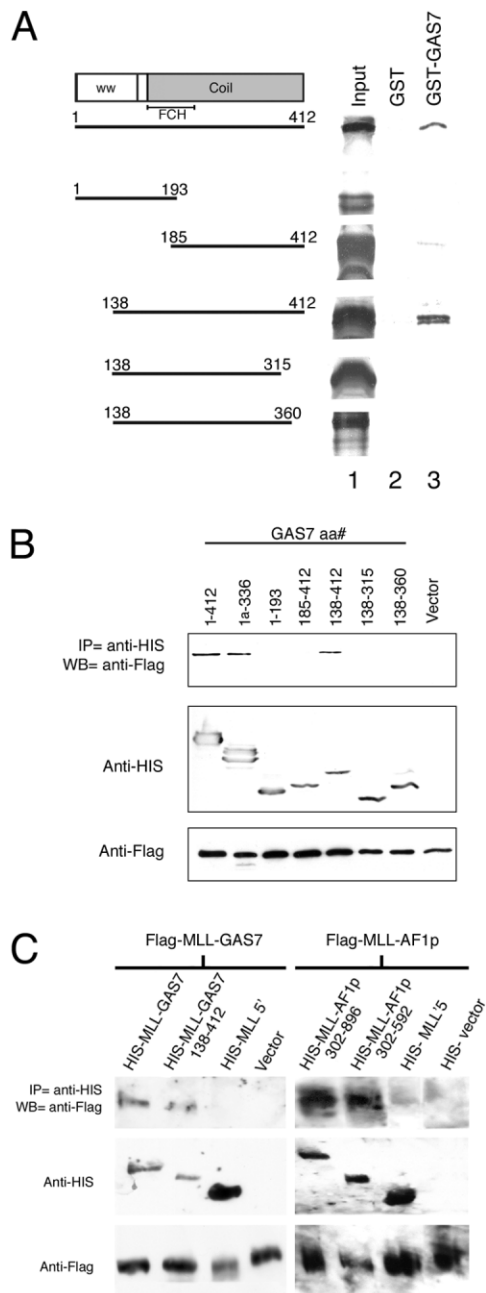 A
ww
Coil
FCH
Input
GST
GST-GAS7
1 412
1 193
185 412
138 412
138 315
138 360
1 2 3
B
GAS7 aa#
1-412
1a-336
1-193
185-412
138-412
138-315
138-360
Vector
IP= anti-HIS
WB= anti-Flag
Anti-HIS
Anti-Flag
C
Flag-MLL-GAS7
Flag-MLL-AF1p
HIS-MLL-GAS7
HIS-MLL-GAS7
138-412
HIS-MLL 5'
Vector
HIS-MLL-AF1p
302-896
HIS-MLL-AF1p
302-592
HIS- MLL'5
HIS- vector
IP= anti-HIS
WB= anti-Flag
Anti-HIS
Anti-Flag